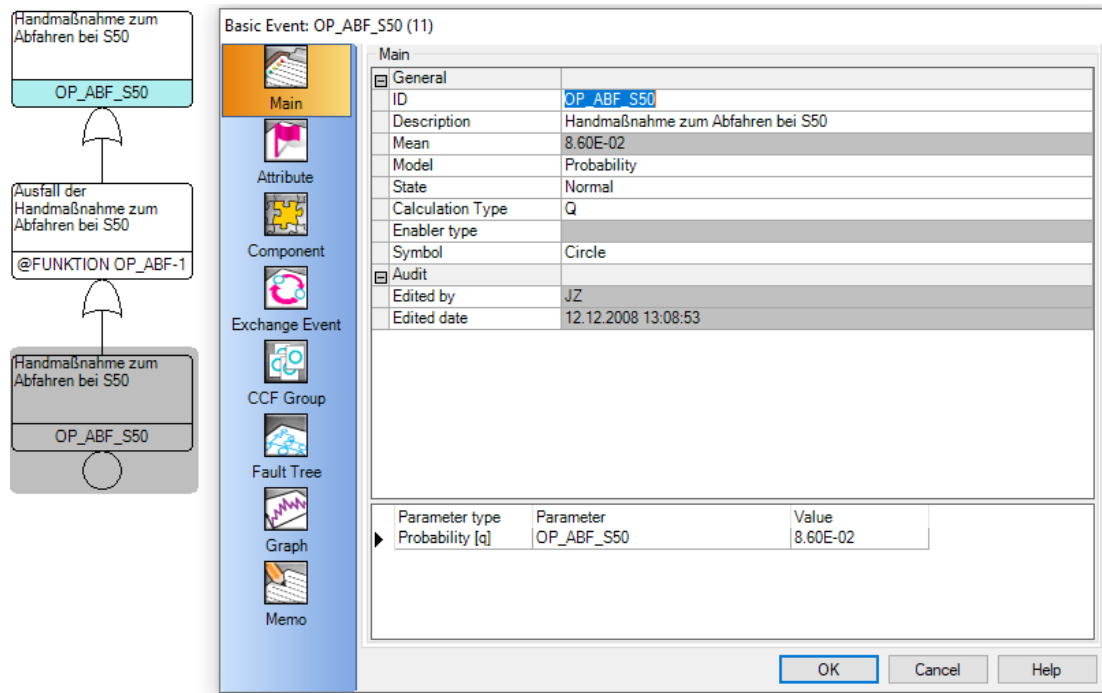 Handmaßnahme zum
Abfahren bei S50
OP_ABF_S50
Ausfall der
Handmaßnahme zum
Abfahren bei S50
@FUNKTION OP_ABF-1
Handmaßnahme zum
Abfahren bei S50
OP_ABF_S50
Basic Event: OP_ABF_S50 (11)
Main
Attribute
Component
Exchange Event
CCF Group
Fault Tree
Graph
Memo
Main
General
ID OP_ABF_S50
Description Handmaßnahme zum Abfahren bei S50
Mean 8.60E-02
Model Probability
State Normal
Calculation Type Q
Enabler type
Symbol Circle
Audit
Edited by JZ
Edited date 12.12.2008 13:08:53
Parameter type Parameter Value
Probability [q] OP_ABF_S50 8.60E-02
OK Cancel Help